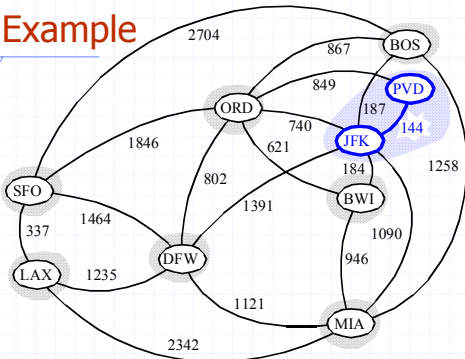 Example
2704
BOS
867
849
PVD
ORD
187
740
144
1846
JFK
621
184
1258
802
SFO
BWI
1391
1464
1090
337
DFW
946
LAX
1235
1121
MIA
2342